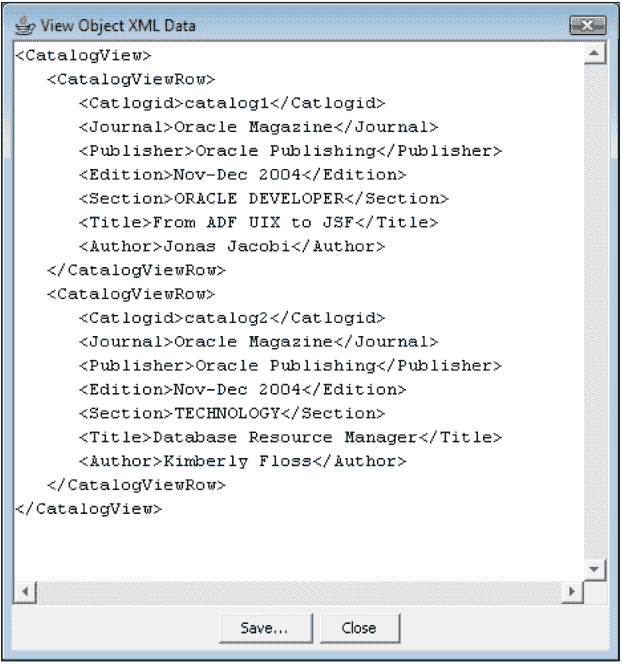 View Object XML Data
<CatalogView>
<CatalogViewRow>
<Catlogid>catalog1</Catlogid>
<Journal>Oracle Magazine</Journal>
<Publisher>Oracle Publishing</Publisher>
<Edition>Nov-Dec 2004</Edition>
<Section>ORACLE DEVELOPER</Section>
<Title>From ADF UIX to JSF</Title>
<Author>Jonas Jacobi</Author>
</CatalogViewRow>
<CatalogViewRow>
<Catlogid>catalog2</Catlogid>
<Journal>Oracle Magazine</Journal>
<Publisher>Oracle Publishing</Publisher>
<Edition>Nov-Dec 2004</Edition>
<Section>TECHNOLOGY</Section>
<Title>Database Resource Manager</Title>
<Author>Kimberly Floss</Author>
</CatalogViewRow>
</CatalogView>
Save... Close